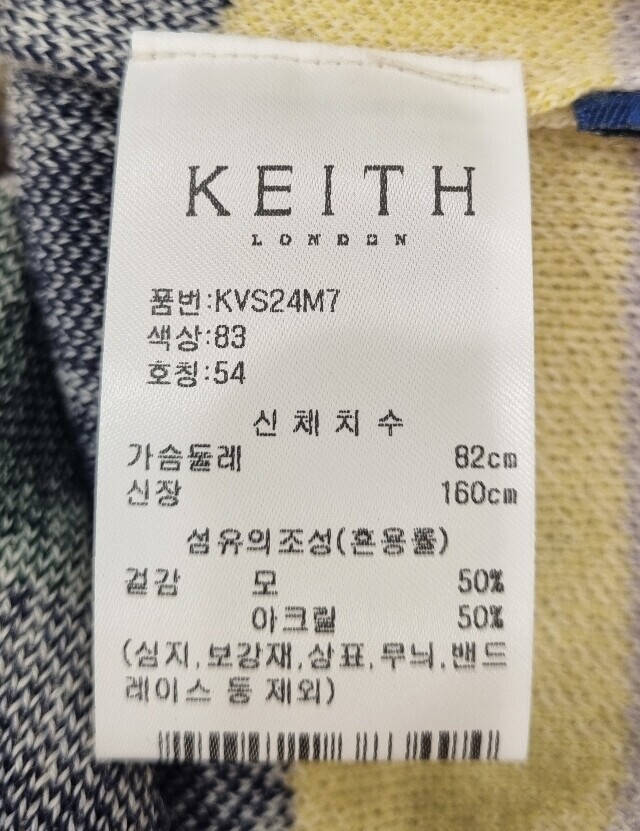 KEITH
LONDON
품번:KVS24M7
색상:83
호칭:54
신 체 치 수
가슴둘레 82cm
신장 160cm
섬유의조성(혼용률)
겉감 모 50%
아크릴 50%
(심지,보강재,상표,무늬,밴드
레이스 등 제외)